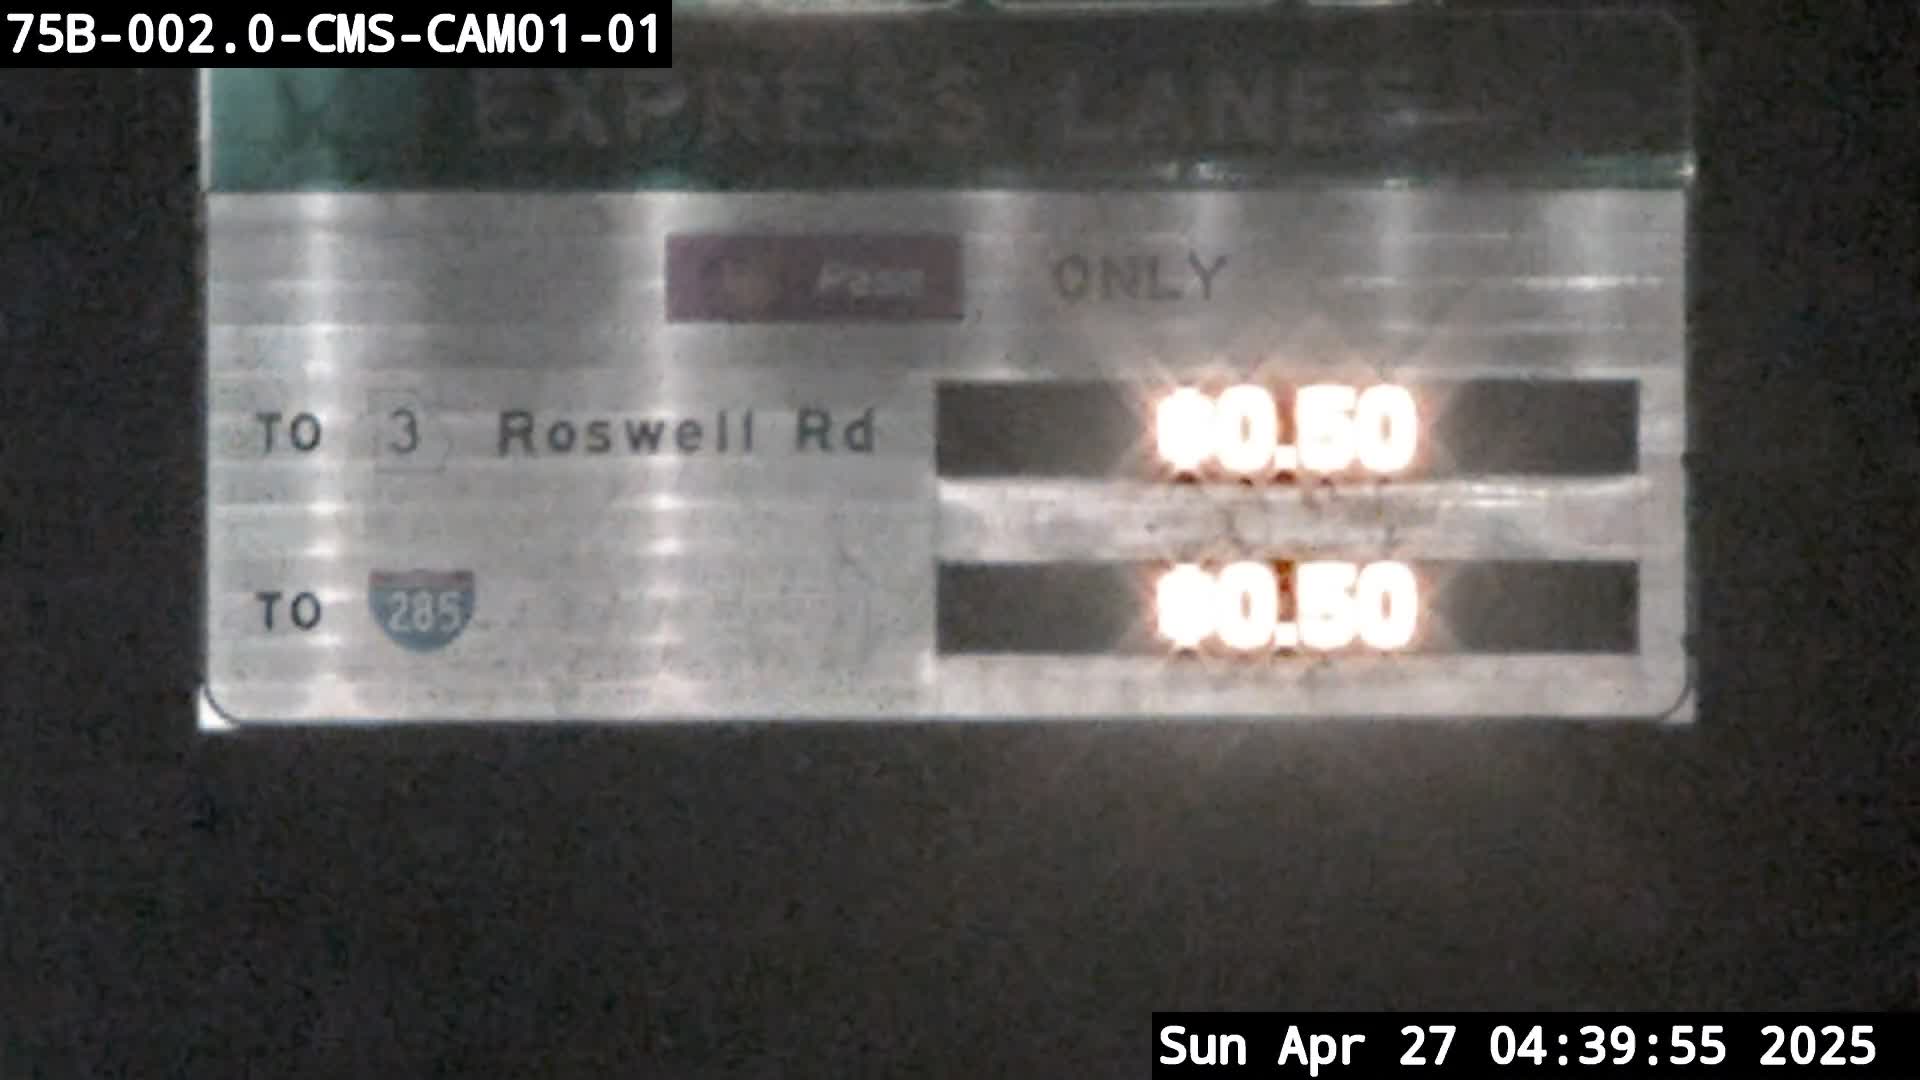 75B-002.0-CMS-CAM01-01
EXPRESS LANES
Pass ONLY
TO 3 Roswell Rd $0.50
TO 285 $0.50
Sun Apr 27 04:39:55 2025